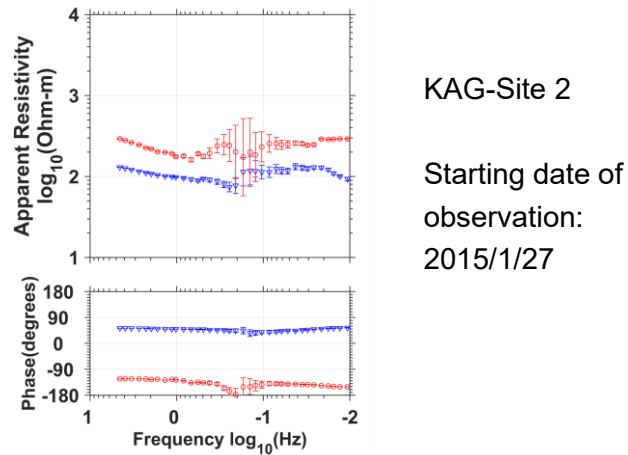 4
3
2
1
Apparent Resistivity
log10(Ohm-m)
KAG-Site 2
Starting date of
observation:
2015/1/27
180
90
0
-90
-180
Phase(degrees)
1 0 -1 -2
Frequency log10(Hz)